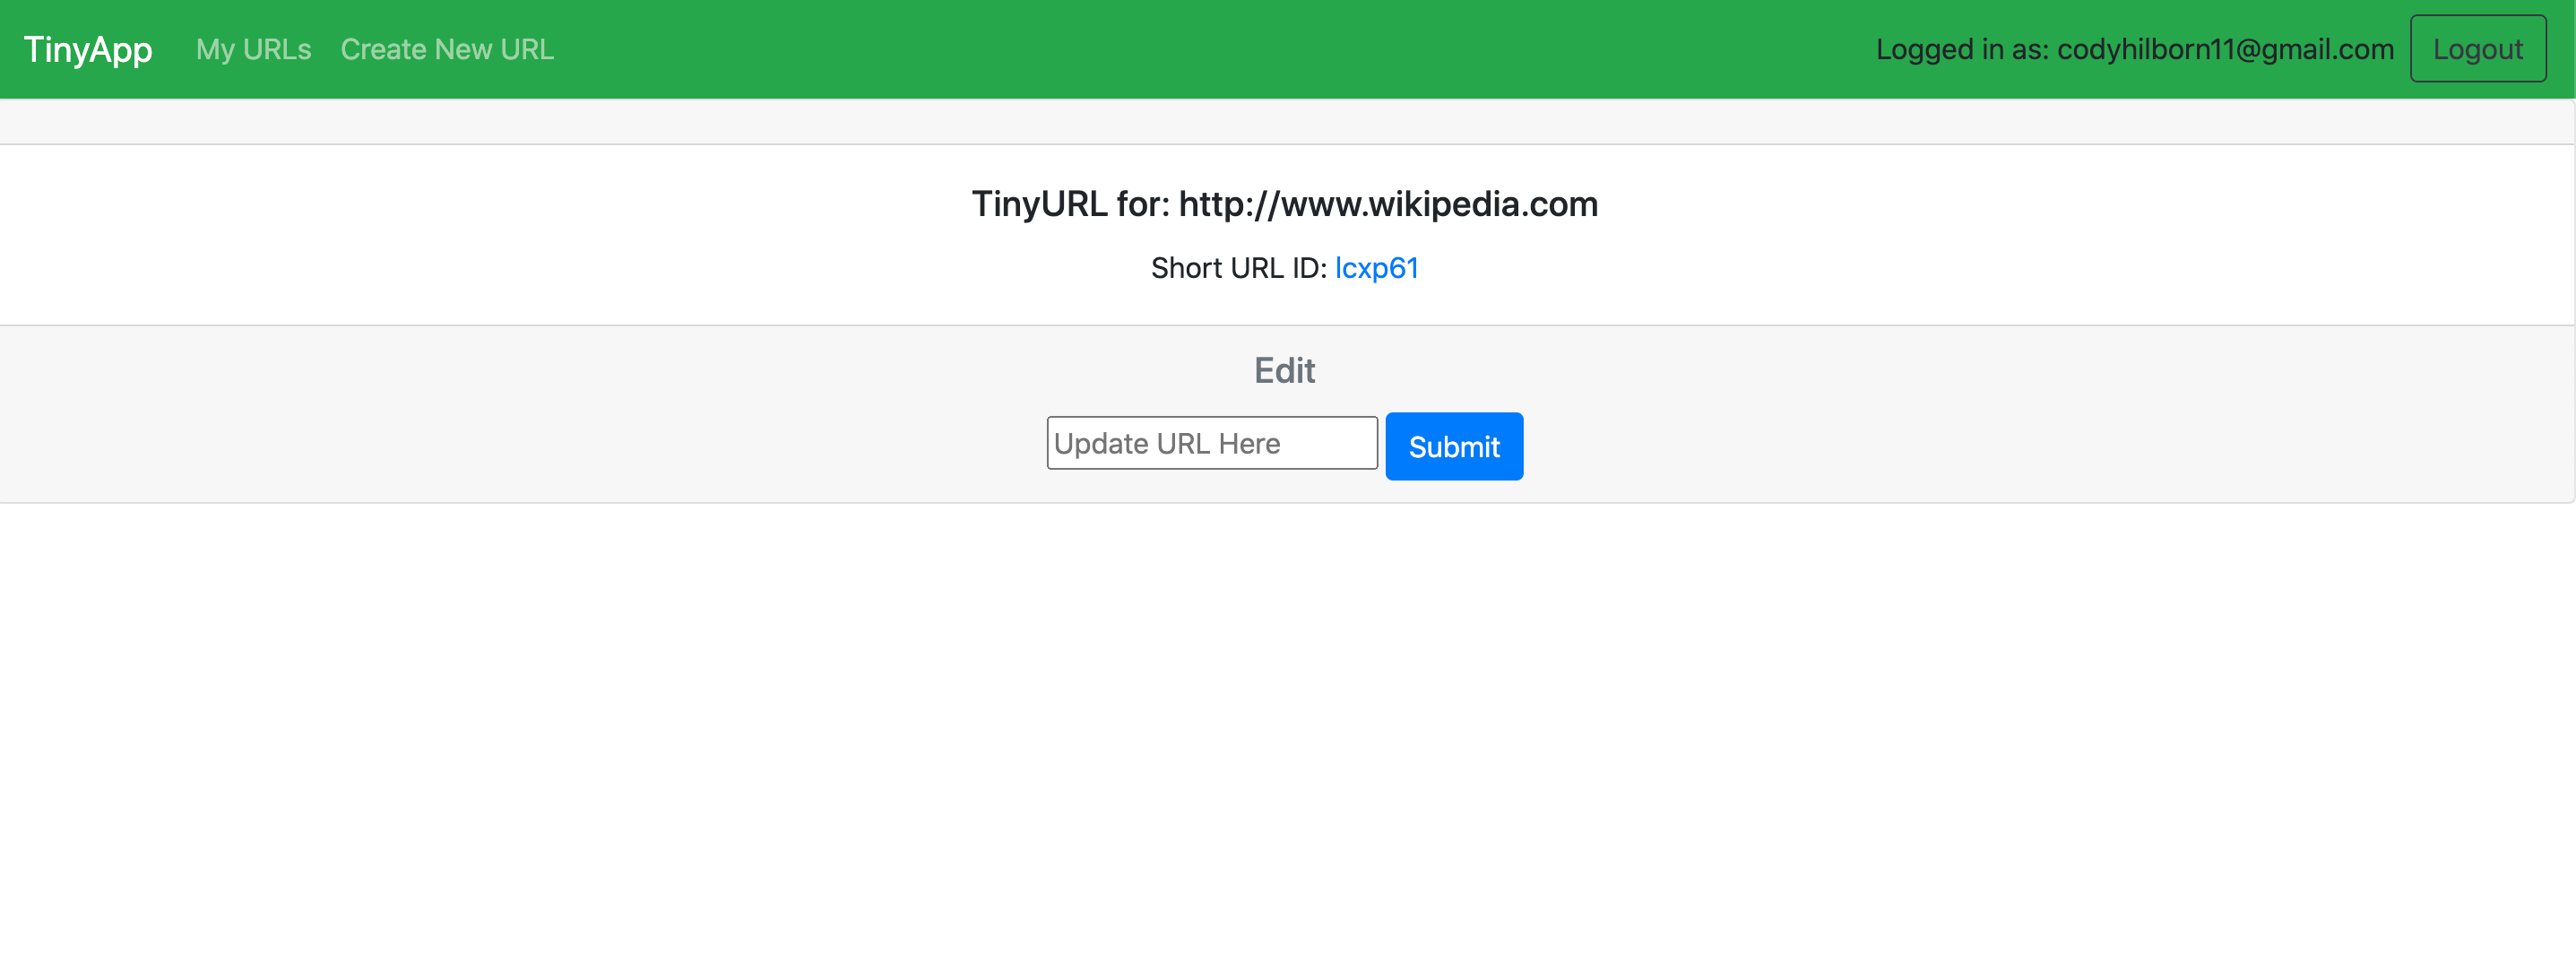 TinyApp My URLs Create New URL Logged in as: codyhilborn11@gmail.com Logout
TinyURL for: http://www.wikipedia.com
Short URL ID: lcxp61
Edit
Update URL Here Submit